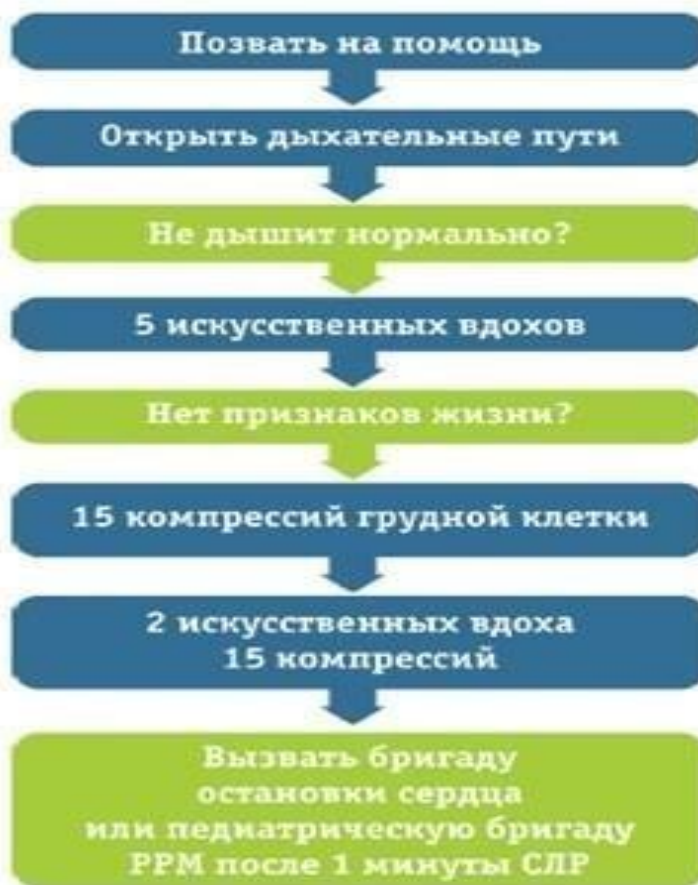 Позвать на помощь
Открыть дыхательные пути
Не дышит нормально?
5 искусственных вдохов
Нет признаков жизни?
15 компрессий грудной клетки
2 искусственных вдоха
15 компрессий
Вызвать бригаду
остановки сердца
или педиатрическую бригаду
РРМ после 1 минуты СЛР